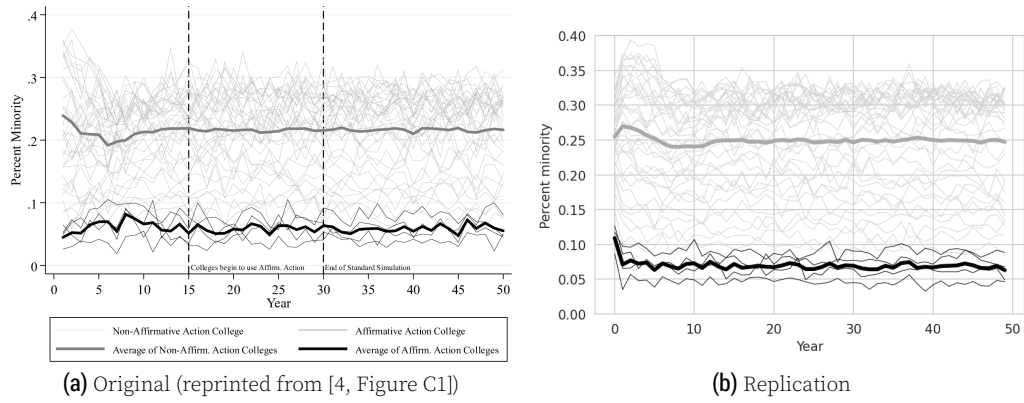 .4
.3
.2
.1
0
Percent Minority
Colleges begin to use Affirm. Action
End of Standard Simulation
0 5 10 15 20 25 30 35 40 45 50
Year
Non-Affirmative Action College
Affirmative Action College
Average of Non-Affirm. Action Colleges
Average of Affirm. Action Colleges
(a) Original (reprinted from [4, Figure C1])
0.40
0.35
0.30
0.25
0.20
0.15
0.10
0.05
0.00
Percent minority
0 10 20 30 40 50
Year
(b) Replication